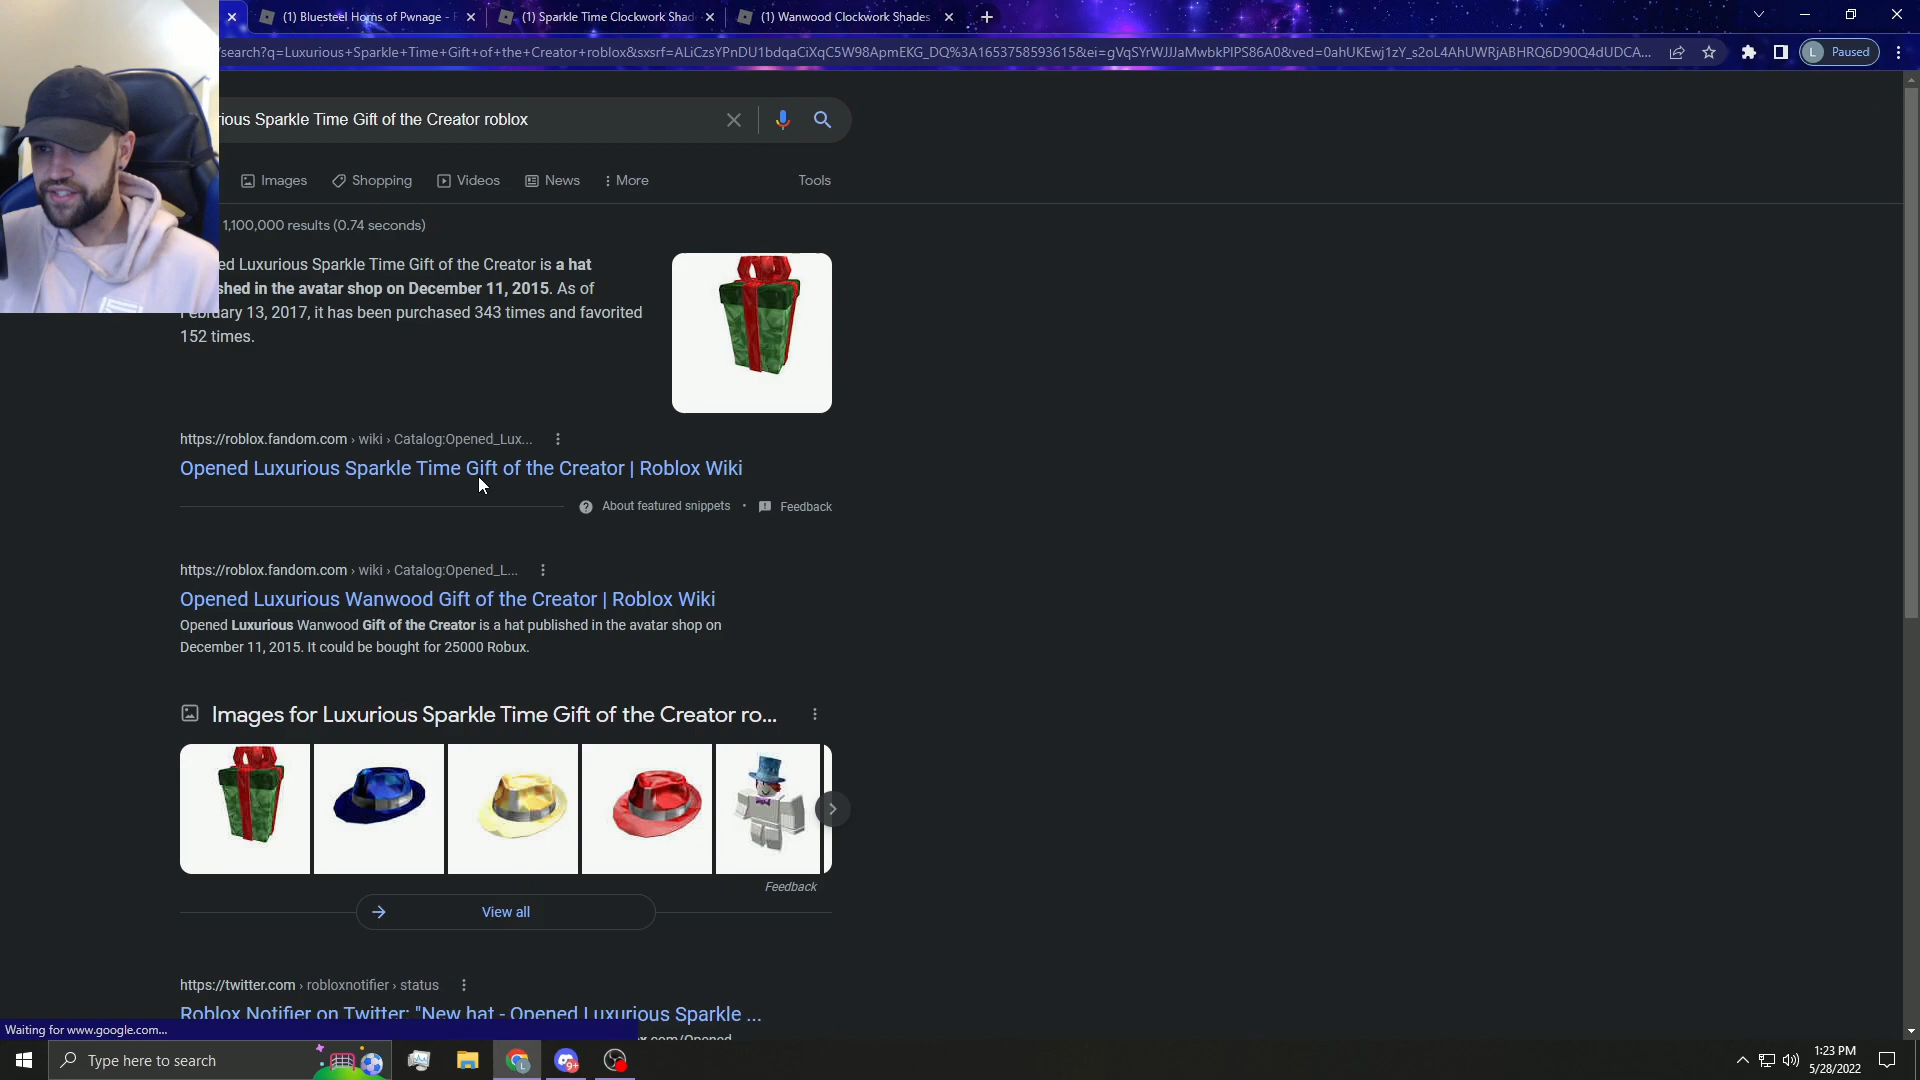 (1) Bluesteel Horns of Pwnage -
(1) Sparkle Time Clockwork Shad
(1) Wanwood Clockwork Shades
/search?q=Luxurious+Sparkle+Time+Gift+of+the+Creator+roblox&sxsrf=ALiCzsYPnDU1bdqaCiXqC5W98ApmEKG_DQ%3A1653758593615&ei=gVqSYrWJJJaMwbkPlPS86A0&ved=0ahUKEwj1zY_s2oL4AhUWRjABHRQ6D90Q4dUDCA...
L Paused
rious Sparkle Time Gift of the Creator roblox
Images
Shopping
Videos
News
More
Tools
1,100,000 results (0.74 seconds)
ed Luxurious Sparkle Time Gift of the Creator is a hat
shed in the avatar shop on December 11, 2015. As of
February 13, 2017, it has been purchased 343 times and favorited
152 times.
https://roblox.fandom.com › wiki › Catalog:Opened_Lux...
Opened Luxurious Sparkle Time Gift of the Creator | Roblox Wiki
About featured snippets • Feedback
https://roblox.fandom.com › wiki › Catalog:Opened_L...
Opened Luxurious Wanwood Gift of the Creator | Roblox Wiki
Opened Luxurious Wanwood Gift of the Creator is a hat published in the avatar shop on
December 11, 2015. It could be bought for 25000 Robux.
Images for Luxurious Sparkle Time Gift of the Creator ro...
Feedback
View all
https://twitter.com › robloxnotifier › status
Roblox Notifier on Twitter: "New hat - Opened Luxurious Sparkle ...
Waiting for www.google.com...
Type here to search
9+
1:23 PM
5/28/2022